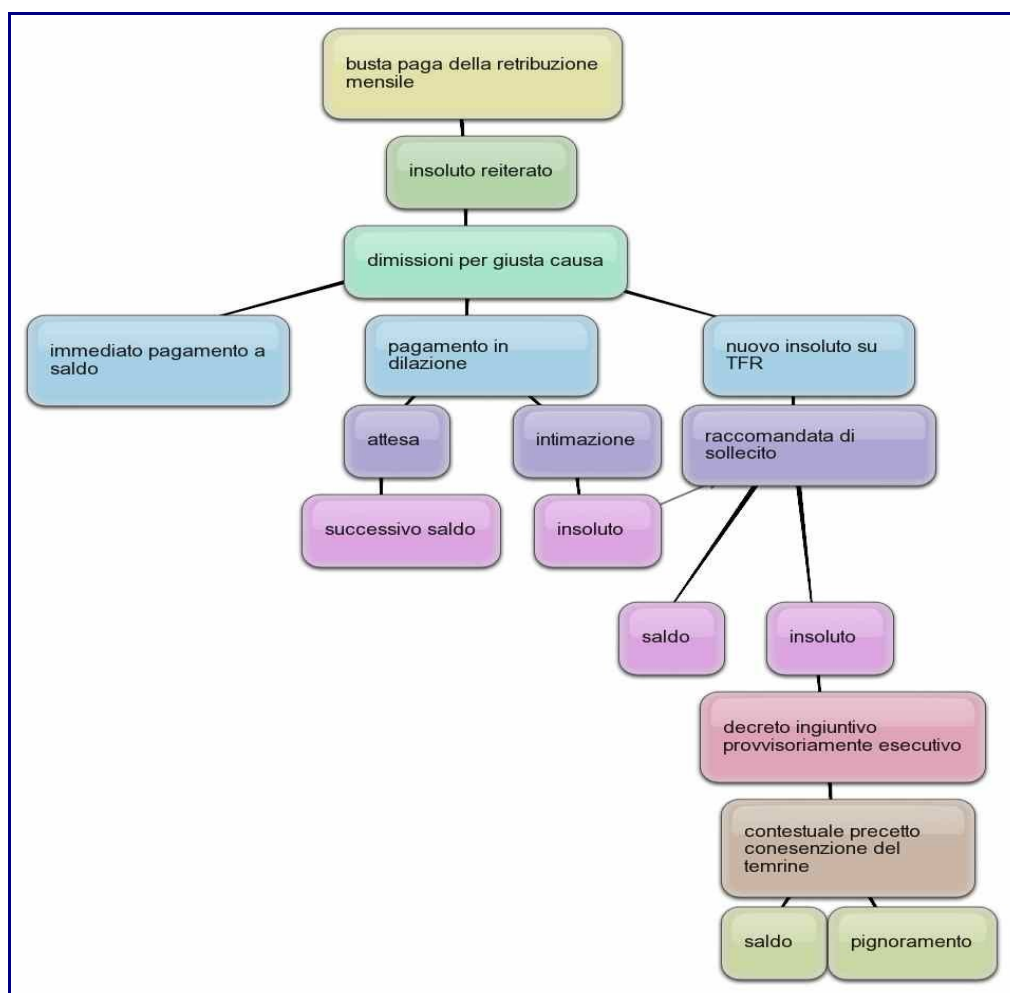 busta paga della retribuzione
mensile
insoluto reiterato
dimissioni per giusta causa
immediato pagamento a
saldo
pagamento in
dilazione
nuovo insoluto su
TFR
attesa
intimazione
raccomandata di
sollecito
successivo saldo
insoluto
saldo
insoluto
decreto ingiuntivo
provvisoriamente esecutivo
contestuale precetto
conesenzione del
temrine
saldo
pignoramento